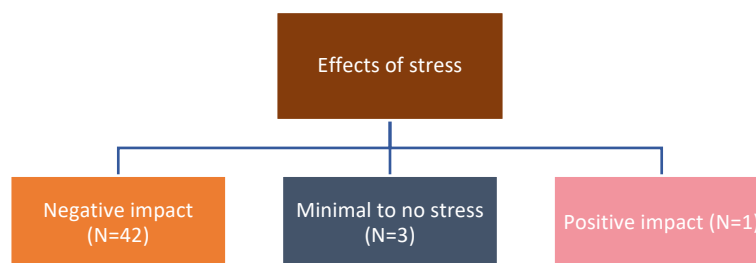 Effects of stress
Negative impact
(N=42)
Minimal to no stress
(N=3)
Positive impact (N=1)